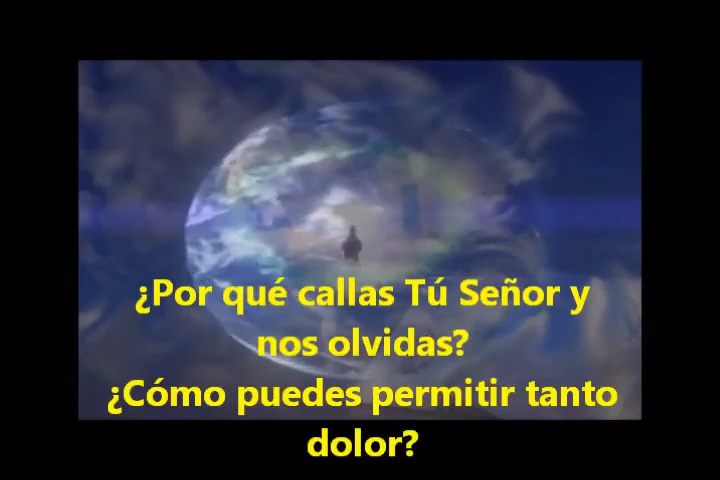 ¿Por qué callas Tú Señor y
nos olvidas?
¿Cómo puedes permitir tanto
dolor?